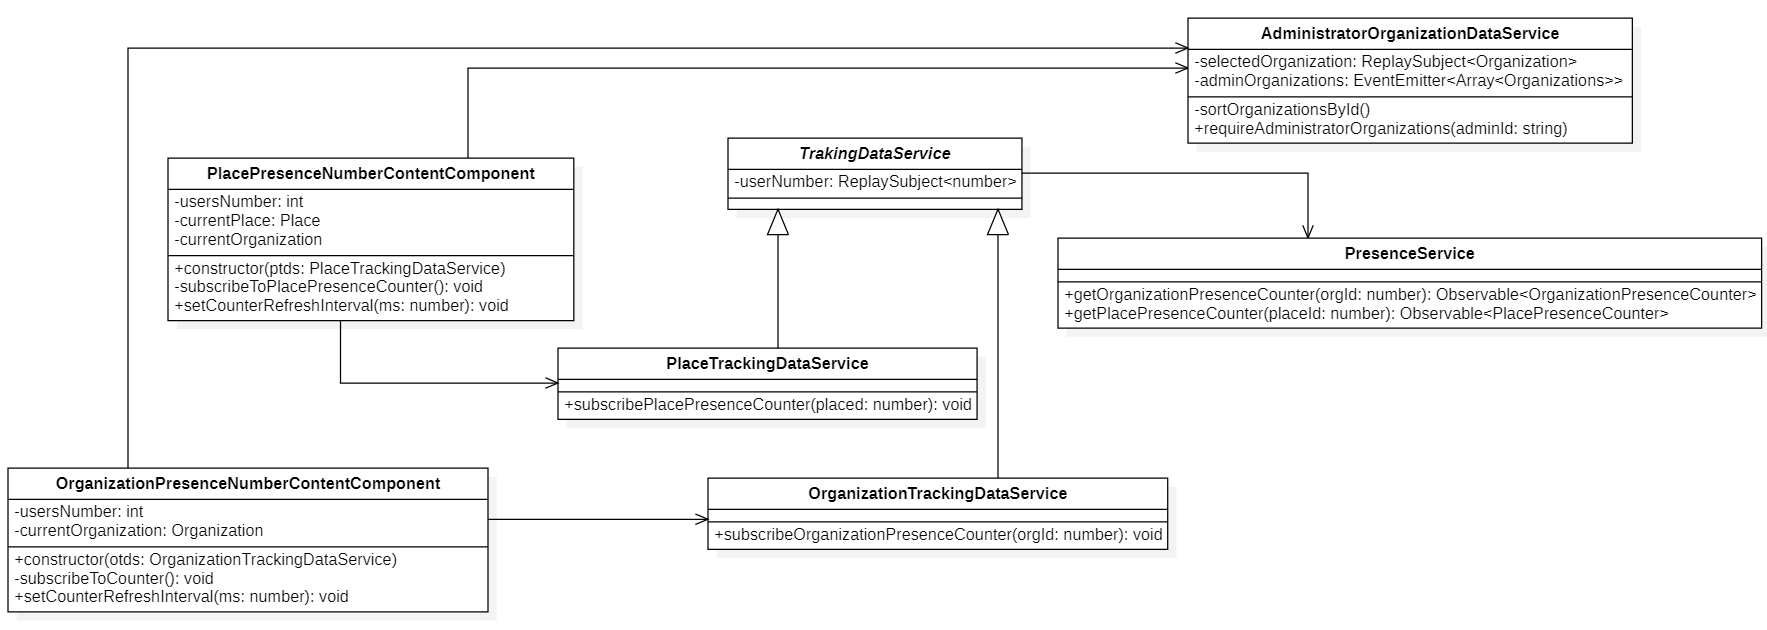 AdministratorOrganizationDataService
-selectedOrganization: ReplaySubject<Organization>
-adminOrganizations: EventEmitter<Array<Organizations>>
-sortOrganizationsById()
+requireAdministratorOrganizations(adminId: string)
TrakingDataService
-userNumber: ReplaySubject<number>
PlacePresenceNumberContentComponent
-usersNumber: int
-currentPlace: Place
-currentOrganization
+constructor(ptds: PlaceTrackingDataService)
-subscribeToPlacePresenceCounter(): void
+setCounterRefreshInterval(ms: number): void
PresenceService
+getOrganizationPresenceCounter(orgId: number): Observable<OrganizationPresenceCounter>
+getPlacePresenceCounter(placeId: number): Observable<PlacePresenceCounter>
PlaceTrackingDataService
+subscribePlacePresenceCounter(placed: number): void
OrganizationPresenceNumberContentComponent
-usersNumber: int
-currentOrganization: Organization
+constructor(otds: OrganizationTrackingDataService)
-subscribeToCounter(): void
+setCounterRefreshInterval(ms: number): void
OrganizationTrackingDataService
+subscribeOrganizationPresenceCounter(orgId: number): void